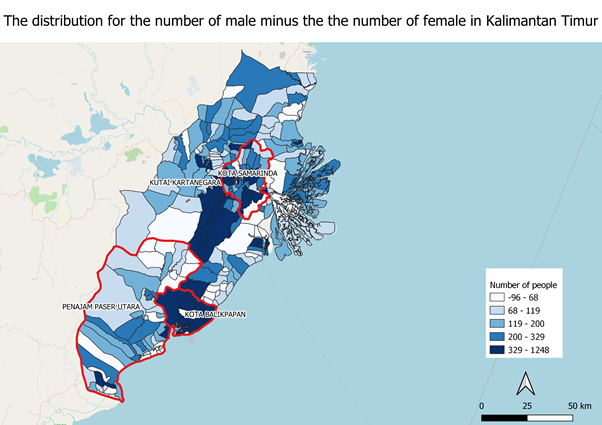 The distribution for the number of male minus the the number of female in Kalimantan Timur
KOTA SAMARINDA
KUTAI KARTANEGARA
PENAJAM PASER UTARA
KOTA BALIKPAPAN
Number of people
-96 - 68
68 - 119
119 - 200
200 - 329
329 - 1248
0 25 50 km